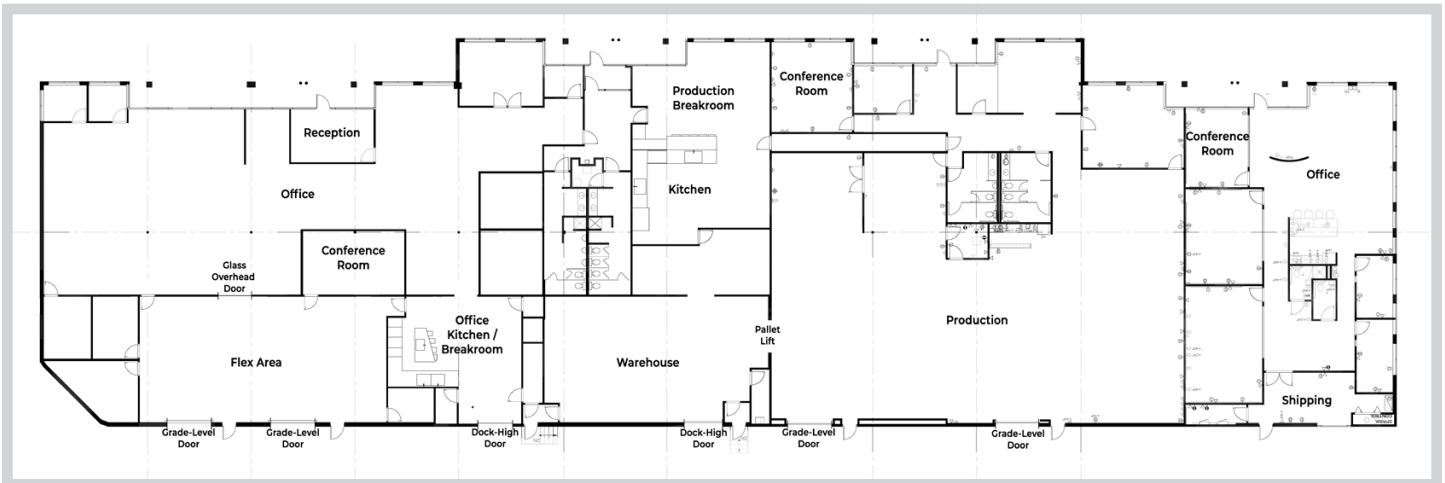 Conference
Room
Production
Breakroom
Reception
Conference
Room
Kitchen
Office
Office
Conference
Room
Glass
Overhead
Door
Office
Kitchen /
Breakroom
Pallet
Lift
Production
Flex Area
Warehouse
Shipping
Grade-Level
Door
Grade-Level
Door
Dock-High
Door
Dock-High
Door
Grade-Level
Door
Grade-Level
Door